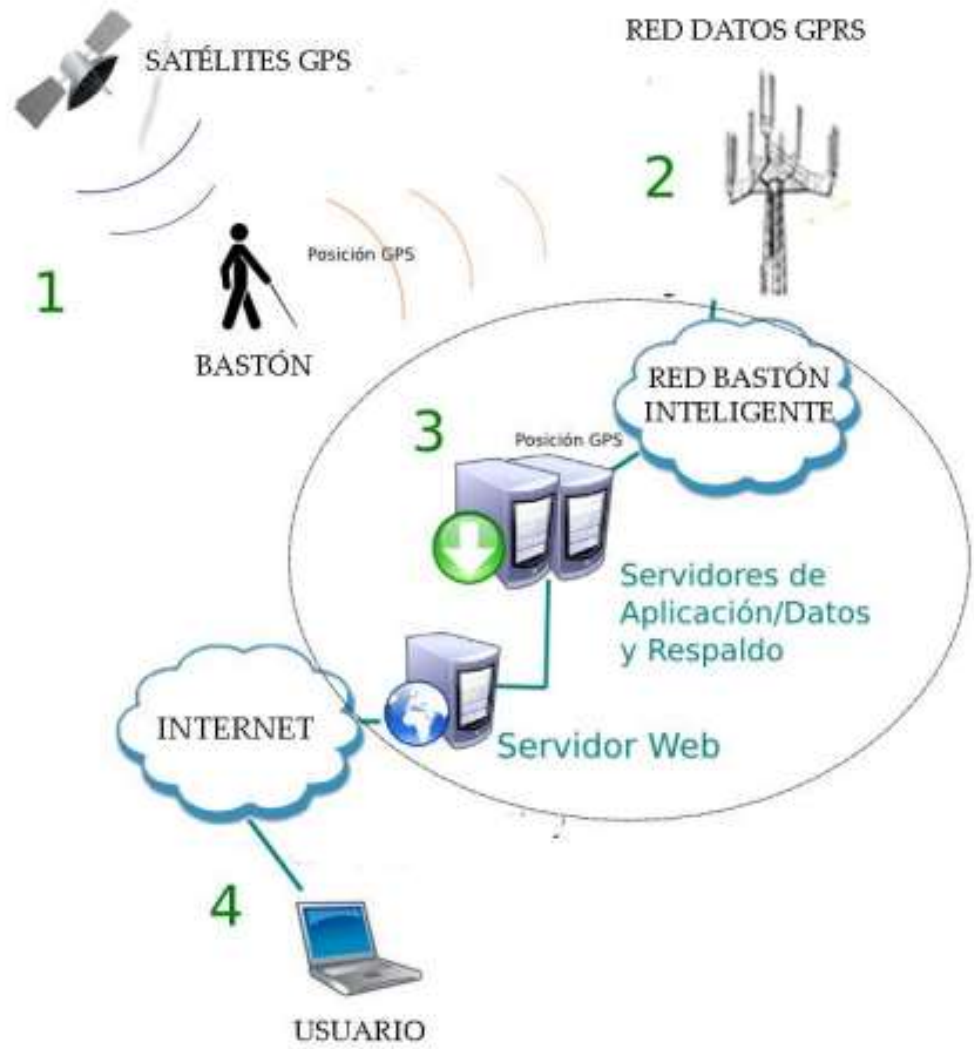 SATÉLITES GPS
RED DATOS GPRS
2
Posición GPS
1
BASTÓN
RED BASTÓN
INTELIGENTE
3
Posición GPS
Servidores de
Aplicación/Datos
y Respaldo
INTERNET
Servidor Web
4
USUARIO